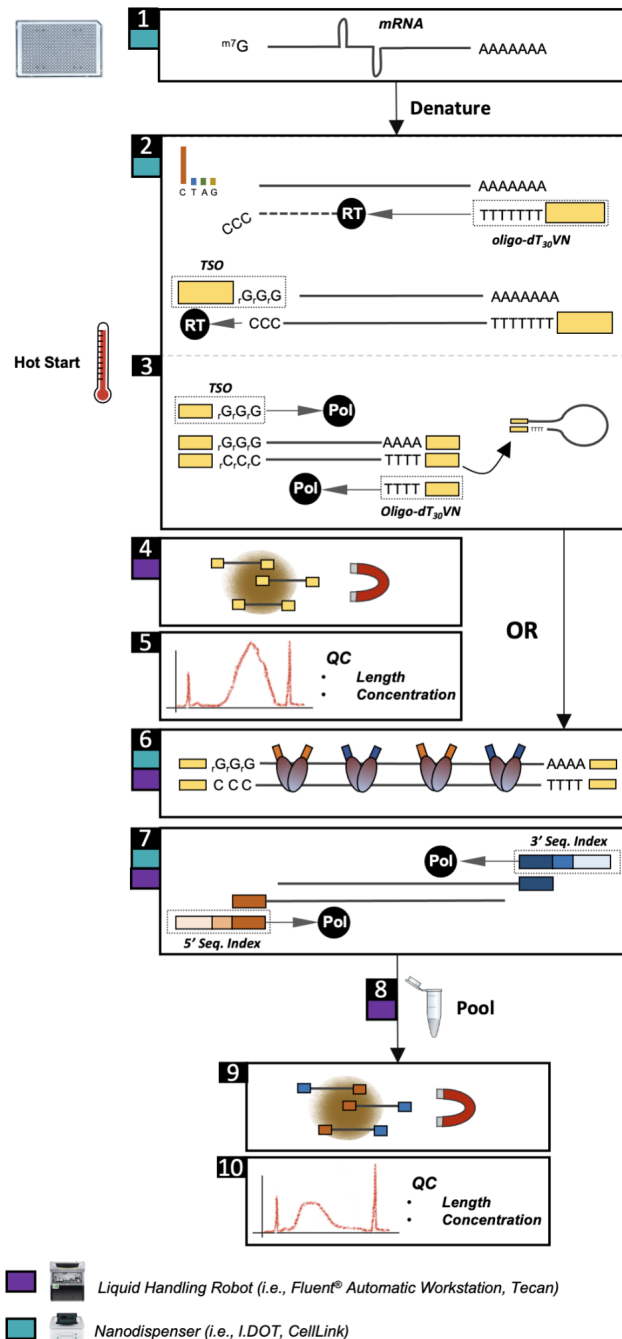 1
mRNA
m7G
AAAAAAA
Denature
2
C T A G
AAAAAAA
CCC
RT
TTTTTTT
oligo-dT30VN
TSO
rGrGrG
AAAAAAA
RT
CCC
TTTTTTT
Hot Start
3
TSO
rGrGrG
Pol
rGrGrG
AAAA
TTTT
rCrCrC
TTTT
Pol
TTTT
Oligo-dT30VN
4
OR
5
QC
• Length
• Concentration
6
rGrGrG
AAAA
CCC
TTTT
7
3' Seq. Index
Pol
Pol
5' Seq. Index
8
Pool
9
10
QC
• Length
• Concentration
Liquid Handling Robot (i.e., Fluent® Automatic Workstation, Tecan)
Nanodispenser (i.e., I.DOT, CellLink)